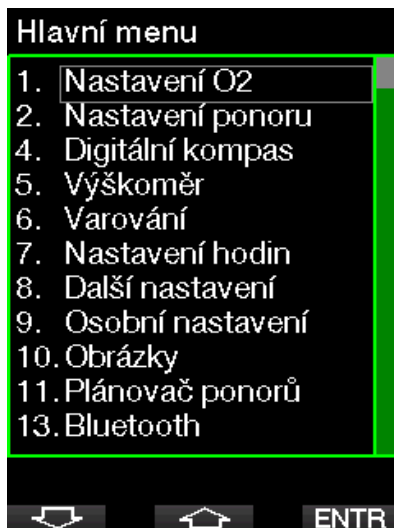 Hlavní menu
1. Nastavení O2
2. Nastavení ponoru
4. Digitální kompas
5. Výškoměr
6. Varování
7. Nastavení hodin
8. Další nastavení
9. Osobní nastavení
10. Obrázky
11. Plánovač ponorů
13. Bluetooth
ENTR